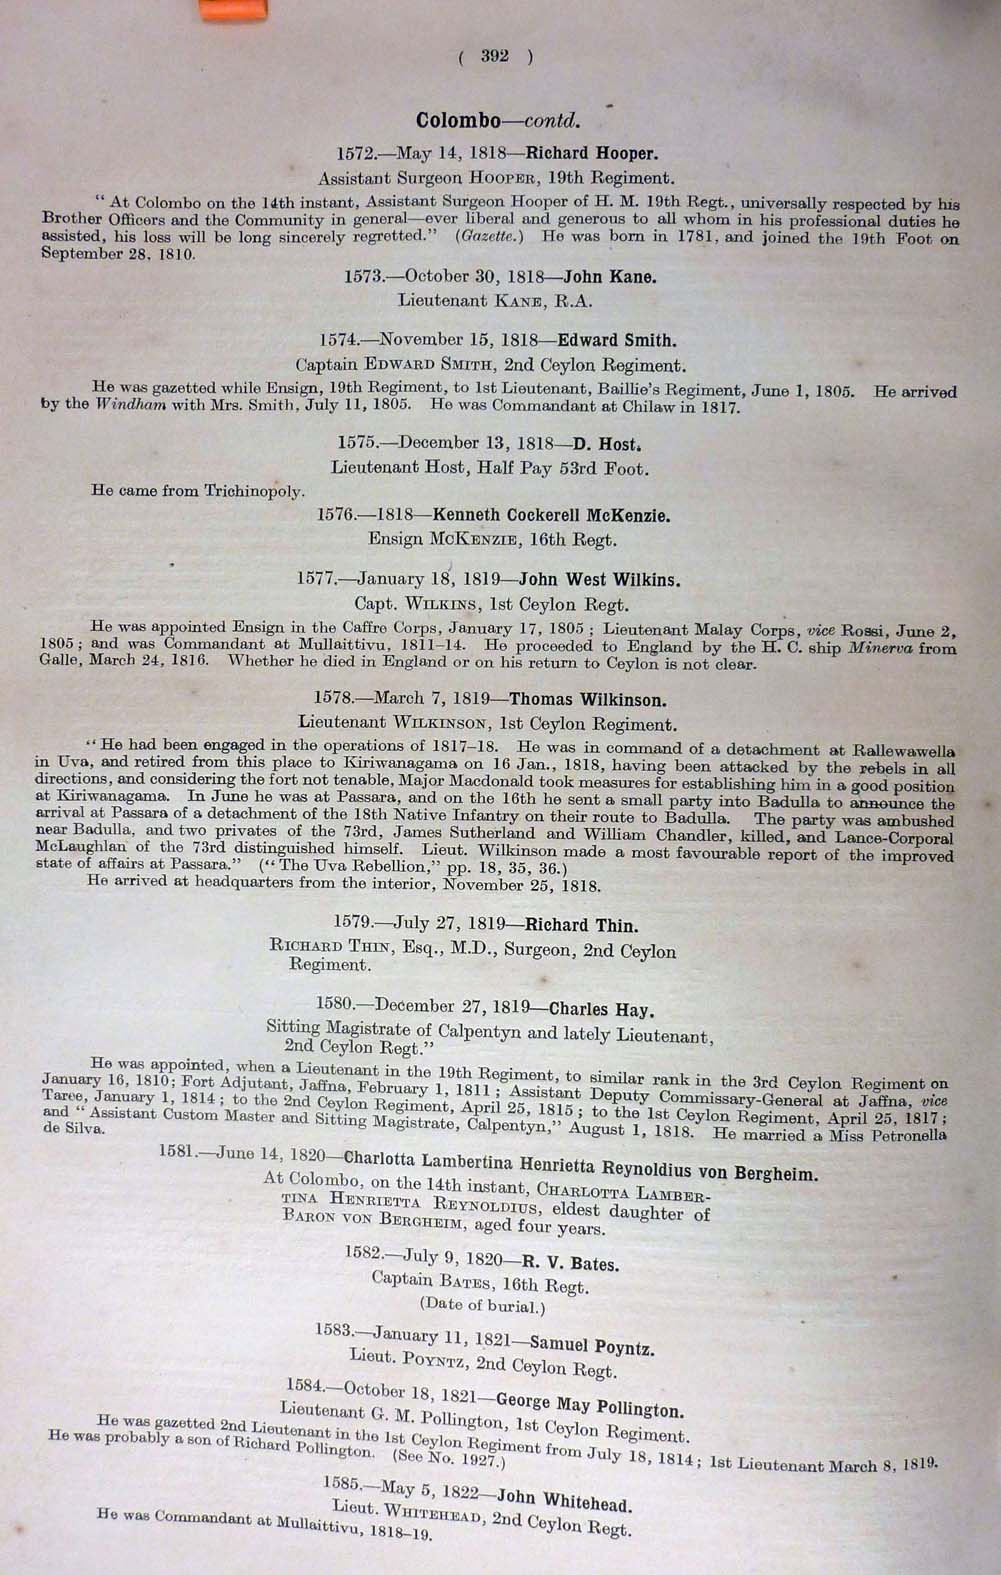 ( 392 )
Colombo—contd.
1572.—May 14, 1818—Richard Hooper.
Assistant Surgeon HOOPER, 19th Regiment.
“ At Colombo on the 14th instant, Assistant Surgeon Hooper of H. M. 19th Regt., universally respected by his
Brother Officers and the Community in general—ever liberal and generous to all whom in his professional duties he
assisted, his loss will be long sincerely regretted.” (Gazette.) He was born in 1781, and joined the 19th Foot on
September 28, 1810.
1573.—October 30, 1818—John Kane.
Lieutenant KANE, R.A.
1574.—November 15, 1818—Edward Smith.
Captain EDWARD SMITH, 2nd Ceylon Regiment.
He was gazetted while Ensign, 19th Regiment, to 1st Lieutenant, Baillie’s Regiment, June 1, 1805. He arrived
by the Windham with Mrs. Smith, July 11, 1805. He was Commandant at Chilaw in 1817.
1575.—December 13, 1818—D. Host.
Lieutenant Host, Half Pay 53rd Foot.
He came from Trichinopoly.
1576.—1818—Kenneth Cockerell McKenzie.
Ensign MCKENZIE, 16th Regt.
1577.—January 18, 1819—John West Wilkins.
Capt. WILKINS, 1st Ceylon Regt.
He was appointed Ensign in the Caffre Corps, January 17, 1805 ; Lieutenant Malay Corps, vice Rossi, June 2,
1805 ; and was Commandant at Mullaittivu, 1811–14. He proceeded to England by the H. C. ship Minerva from
Galle, March 24, 1816. Whether he died in England or on his return to Ceylon is not clear.
1578.—March 7, 1819—Thomas Wilkinson.
Lieutenant WILKINSON, 1st Ceylon Regiment.
“ He had been engaged in the operations of 1817–18. He was in command of a detachment at Rallewawella
in Uva, and retired from this place to Kiriwanagama on 16 Jan., 1818, having been attacked by the rebels in all
directions, and considering the fort not tenable, Major Macdonald took measures for establishing him in a good position
at Kiriwanagama. In June he was at Passara, and on the 16th he sent a small party into Badulla to announce the
arrival at Passara of a detachment of the 18th Native Infantry on their route to Badulla. The party was ambushed
near Badulla, and two privates of the 73rd, James Sutherland and William Chandler, killed, and Lance-Corporal
McLaughlan of the 73rd distinguished himself. Lieut. Wilkinson made a most favourable report of the improved
state of affairs at Passara.” (“ The Uva Rebellion,” pp. 18, 35, 36.)
He arrived at headquarters from the interior, November 25, 1818.
1579.—July 27, 1819—Richard Thin.
RICHARD THIN, Esq., M.D., Surgeon, 2nd Ceylon
Regiment.
1580.—December 27, 1819—Charles Hay.
Sitting Magistrate of Calpentyn and lately Lieutenant,
2nd Ceylon Regt.”
He was appointed, when a Lieutenant in the 19th Regiment, to similar rank in the 3rd Ceylon Regiment on
January 16, 1810; Fort Adjutant, Jaffna, February 1, 1811 ; Assistant Deputy Commissary-General at Jaffna, vice
Taree, January 1, 1814 ; to the 2nd Ceylon Regiment, April 25, 1815 ; to the 1st Ceylon Regiment, April 25, 1817 ;
and “ Assistant Custom Master and Sitting Magistrate, Calpentyn,” August 1, 1818. He married a Miss Petronella
de Silva.
1581.—June 14, 1820—Charlotta Lambertina Henrietta Reynoldius von Bergheim.
At Colombo, on the 14th instant, CHARLOTTA LAMBER-
TINA HENRIETTA REYNOLDIUS, eldest daughter of
BARON VON BERGHEIM, aged four years.
1582.—July 9, 1820—R. V. Bates.
Captain BATES, 16th Regt.
(Date of burial.)
1583.—January 11, 1821—Samuel Poyntz.
Lieut. POYNTZ, 2nd Ceylon Regt.
1584.—October 18, 1821—George May Pollington.
Lieutenant G. M. Pollington, 1st Ceylon Regiment.
He was gazetted 2nd Lieutenant in the 1st Ceylon Regiment from July 18, 1814 ; 1st Lieutenant March 8, 1819.
He was probably a son of Richard Pollington. (See No. 1927.)
1585.—May 5, 1822—John Whitehead.
Lieut. WHITEHEAD, 2nd Ceylon Regt.
He was Commandant at Mullaittivu, 1818–19.